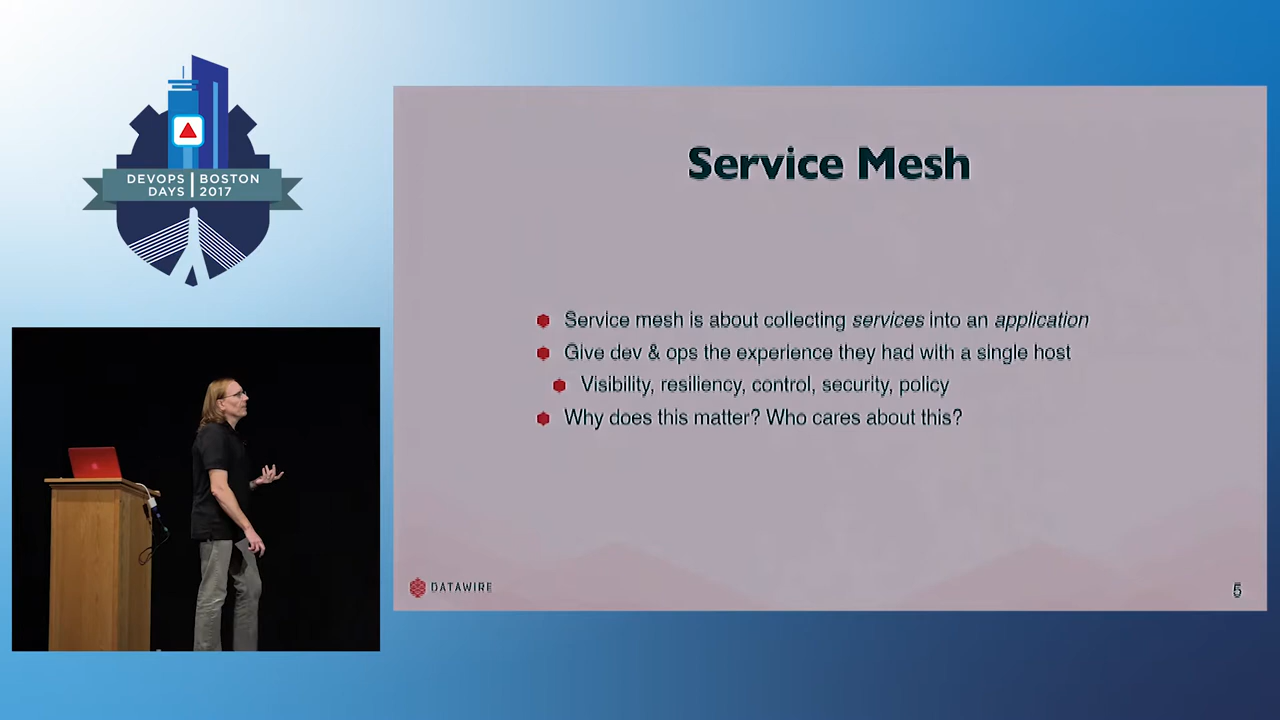 DEVOPS DAYS
BOSTON 2017
Service Mesh
Service mesh is about collecting services into an application
Give dev & ops the experience they had with a single host
Visibility, resiliency, control, security, policy
Why does this matter? Who cares about this?
DATAWIRE
5